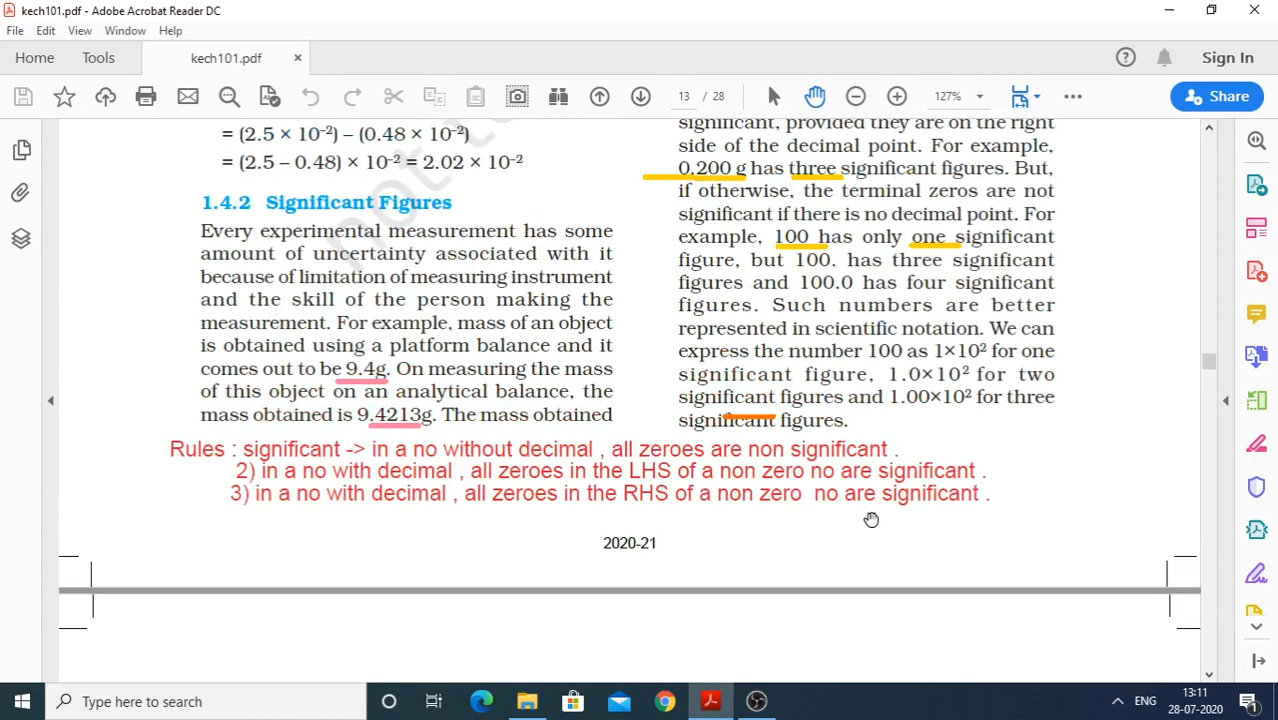 kech101.pdf - Adobe Acrobat Reader DC
File Edit View Window Help
Home Tools kech101.pdf × Sign In
13 / 28 127% Share
= (2.5 × 10⁻²) – (0.48 × 10⁻²)
= (2.5 – 0.48) × 10⁻² = 2.02 × 10⁻²
1.4.2 Significant Figures
Every experimental measurement has some
amount of uncertainty associated with it
because of limitation of measuring instrument
and the skill of the person making the
measurement. For example, mass of an object
is obtained using a platform balance and it
comes out to be 9.4g. On measuring the mass
of this object on an analytical balance, the
mass obtained is 9.4213g. The mass obtained
significant, provided they are on the right
side of the decimal point. For example,
0.200 g has three significant figures. But,
if otherwise, the terminal zeros are not
significant if there is no decimal point. For
example, 100 has only one significant
figure, but 100. has three significant
figures and 100.0 has four significant
figures. Such numbers are better
represented in scientific notation. We can
express the number 100 as 1×10² for one
significant figure, 1.0×10² for two
significant figures and 1.00×10² for three
significant figures.
not t
Rules : significant -> in a no without decimal , all zeroes are non significant .
2) in a no with decimal , all zeroes in the LHS of a non zero no are significant .
3) in a no with decimal , all zeroes in the RHS of a non zero no are significant .
2020-21
Type here to search
ENG
13:11
28-07-2020
1